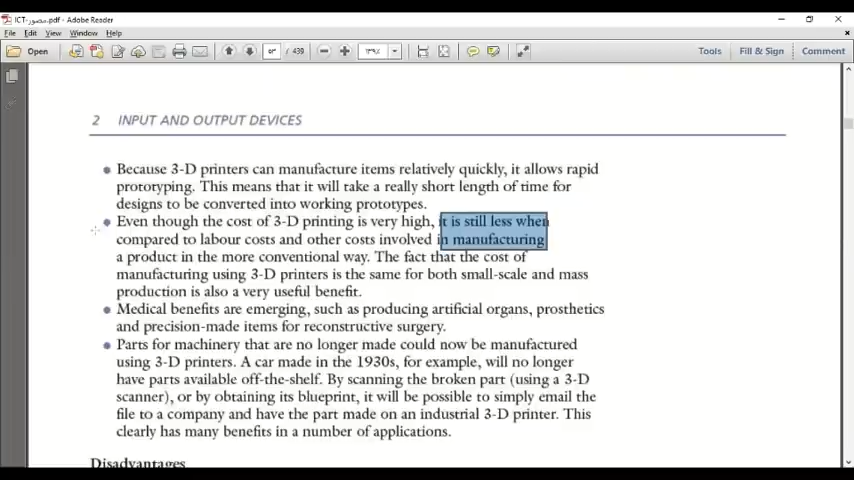 ICT-مصور.pdf - Adobe Reader
File Edit View Window Help
Open / 439 Tools Fill & Sign Comment
2 INPUT AND OUTPUT DEVICES
Because 3-D printers can manufacture items relatively quickly, it allows rapid
prototyping. This means that it will take a really short length of time for
designs to be converted into working prototypes.
Even though the cost of 3-D printing is very high, it is still less when
compared to labour costs and other costs involved in manufacturing
a product in the more conventional way. The fact that the cost of
manufacturing using 3-D printers is the same for both small-scale and mass
production is also a very useful benefit.
Medical benefits are emerging, such as producing artificial organs, prosthetics
and precision-made items for reconstructive surgery.
Parts for machinery that are no longer made could now be manufactured
using 3-D printers. A car made in the 1930s, for example, will no longer
have parts available off-the-shelf. By scanning the broken part (using a 3-D
scanner), or by obtaining its blueprint, it will be possible to simply email the
file to a company and have the part made on an industrial 3-D printer. This
clearly has many benefits in a number of applications.
Disadvantages